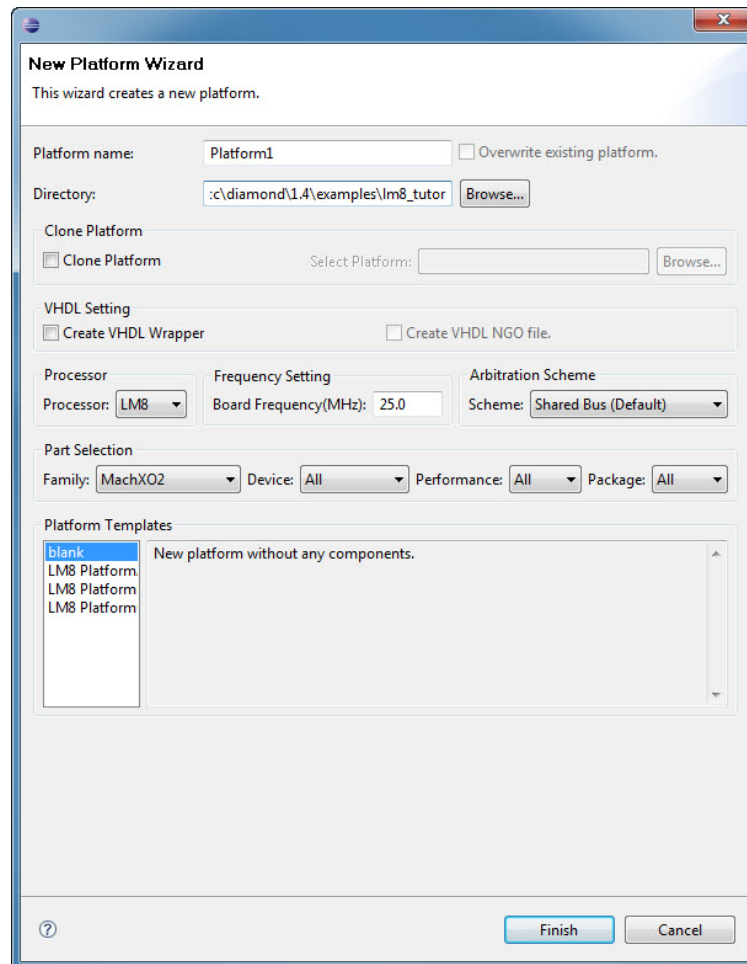 New Platform Wizard
This wizard creates a new platform.
Platform name: Platform1 Overwrite existing platform.
Directory: :c\diamond\1.4\examples\lm8_tutor Browse...
Clone Platform
Clone Platform Select Platform: Browse...
VHDL Setting
Create VHDL Wrapper Create VHDL NGO file.
Processor Frequency Setting Arbitration Scheme
Processor: LM8 Board Frequency(MHz): 25.0 Scheme: Shared Bus (Default)
Part Selection
Family: MachXO2 Device: All Performance: All Package: All
Platform Templates
blank New platform without any components.
LM8 Platform
LM8 Platform
LM8 Platform
Finish Cancel